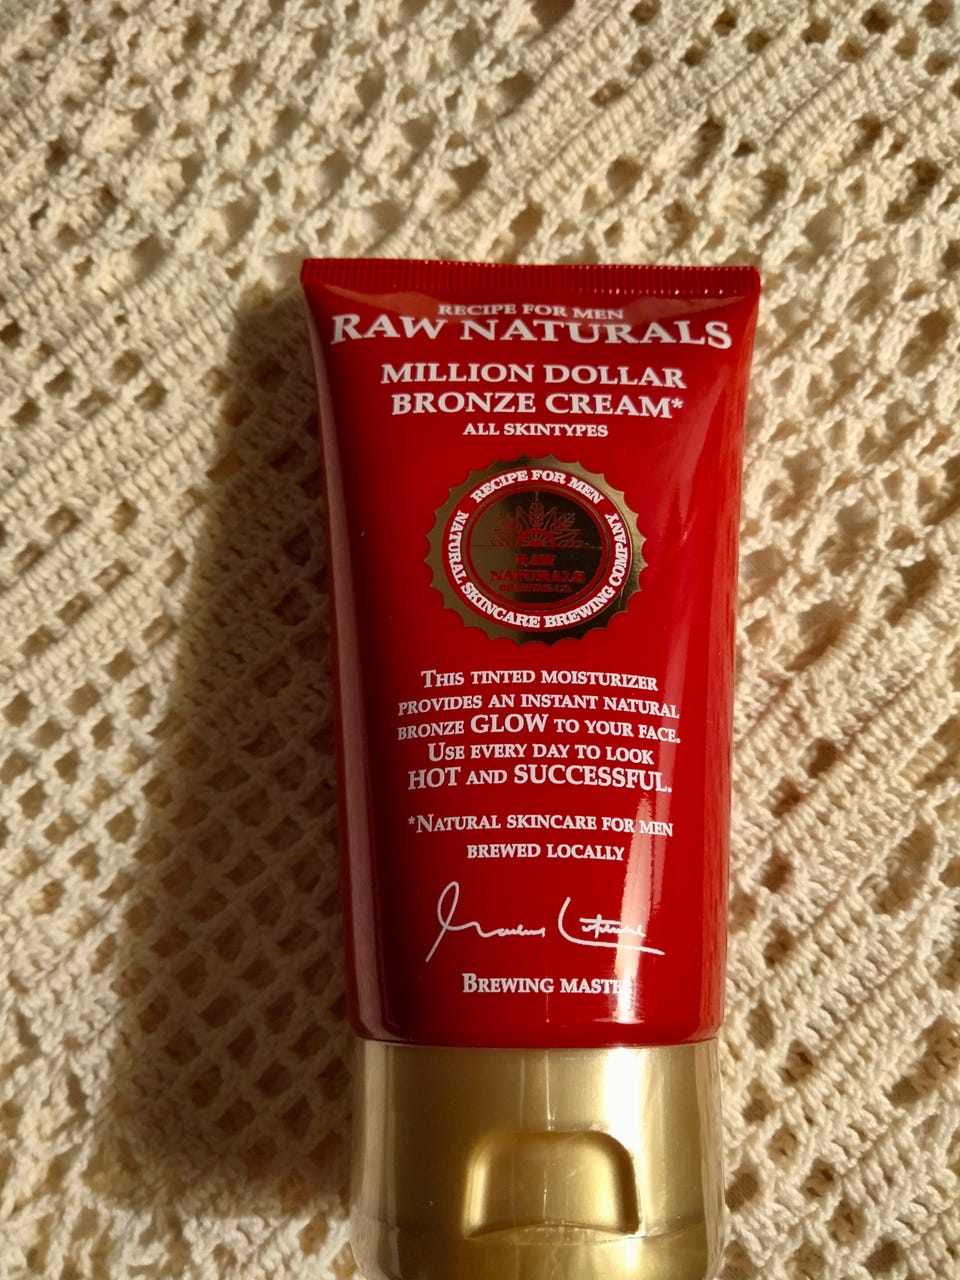 RECIPE FOR MEN
RAW NATURALS
MILLION DOLLAR
BRONZE CREAM*
ALL SKINTYPES
RECIPE FOR MEN
NATURAL SKINCARE BREWING COMPANY
RAW
NATURALS
THIS TINTED MOISTURIZER
PROVIDES AN INSTANT NATURAL
BRONZE GLOW TO YOUR FACE.
USE EVERY DAY TO LOOK
HOT AND SUCCESSFUL.
*NATURAL SKINCARE FOR MEN
BREWED LOCALLY
BREWING MASTER